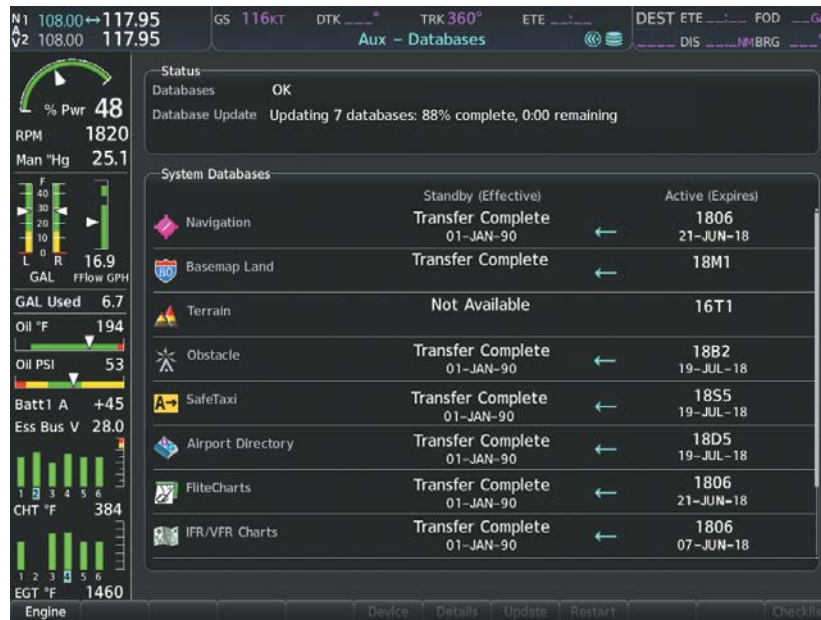 N1 108.00↔117.95 GS 116KT DTK ___° TRK 360° ETE __:__ DEST ETE __:__ FOD __G
V2 108.00 117.95 Aux – Databases ____ DIS __.__NM BRG ___°
% Pwr 48
RPM 1820
Man "Hg 25.1
F
40
30
20
10
0
L R 16.9
GAL FFlow GPH
GAL Used 6.7
Oil °F 194
Oil PSI 53
Batt1 A +45
Ess Bus V 28.0
1 2 3 4 5 6
CHT °F 384
1 2 3 4 5 6
EGT °F 1460
Status
Databases OK
Database Update Updating 7 databases: 88% complete, 0:00 remaining
System Databases
Standby (Effective) Active (Expires)
Navigation Transfer Complete ← 1806
01–JAN–90 21–JUN–18
80 Basemap Land Transfer Complete ← 18M1
Terrain Not Available 16T1
Obstacle Transfer Complete ← 18B2
01–JAN–90 19–JUL–18
A→ SafeTaxi Transfer Complete ← 18S5
01–JAN–90 19–JUL–18
Airport Directory Transfer Complete ← 18D5
01–JAN–90 19–JUL–18
FliteCharts Transfer Complete ← 1806
01–JAN–90 21–JUN–18
IFR/VFR Charts Transfer Complete ← 1806
01–JAN–90 07–JUN–18
Engine Device Details Update Restart